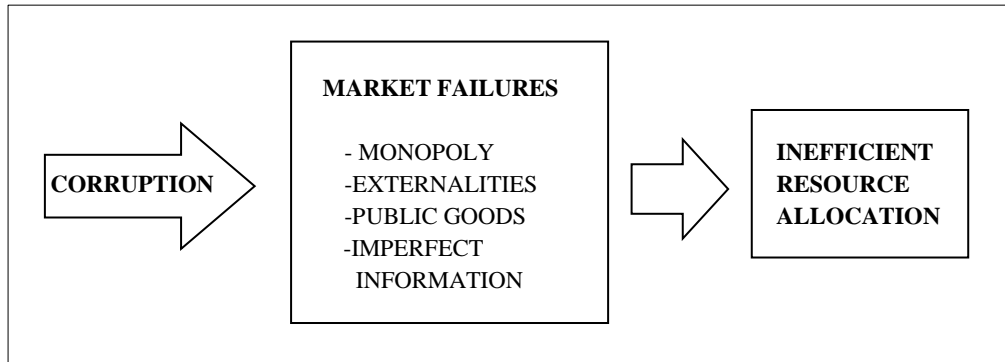 CORRUPTION
MARKET FAILURES
- MONOPOLY
-EXTERNALITIES
-PUBLIC GOODS
-IMPERFECT
INFORMATION
INEFFICIENT
RESOURCE
ALLOCATION